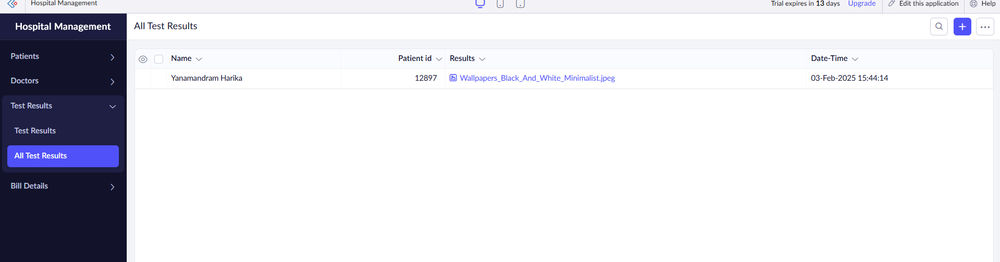 Hospital Management
Trial expires in 13 days Upgrade Edit this application Help
Hospital Management
All Test Results
Patients
Doctors
Test Results
Test Results
All Test Results
Bill Details
Name Patient id Results Date-Time
Yanamandram Harika 12897 Wallpapers_Black_And_White_Minimalist.jpeg 03-Feb-2025 15:44:14